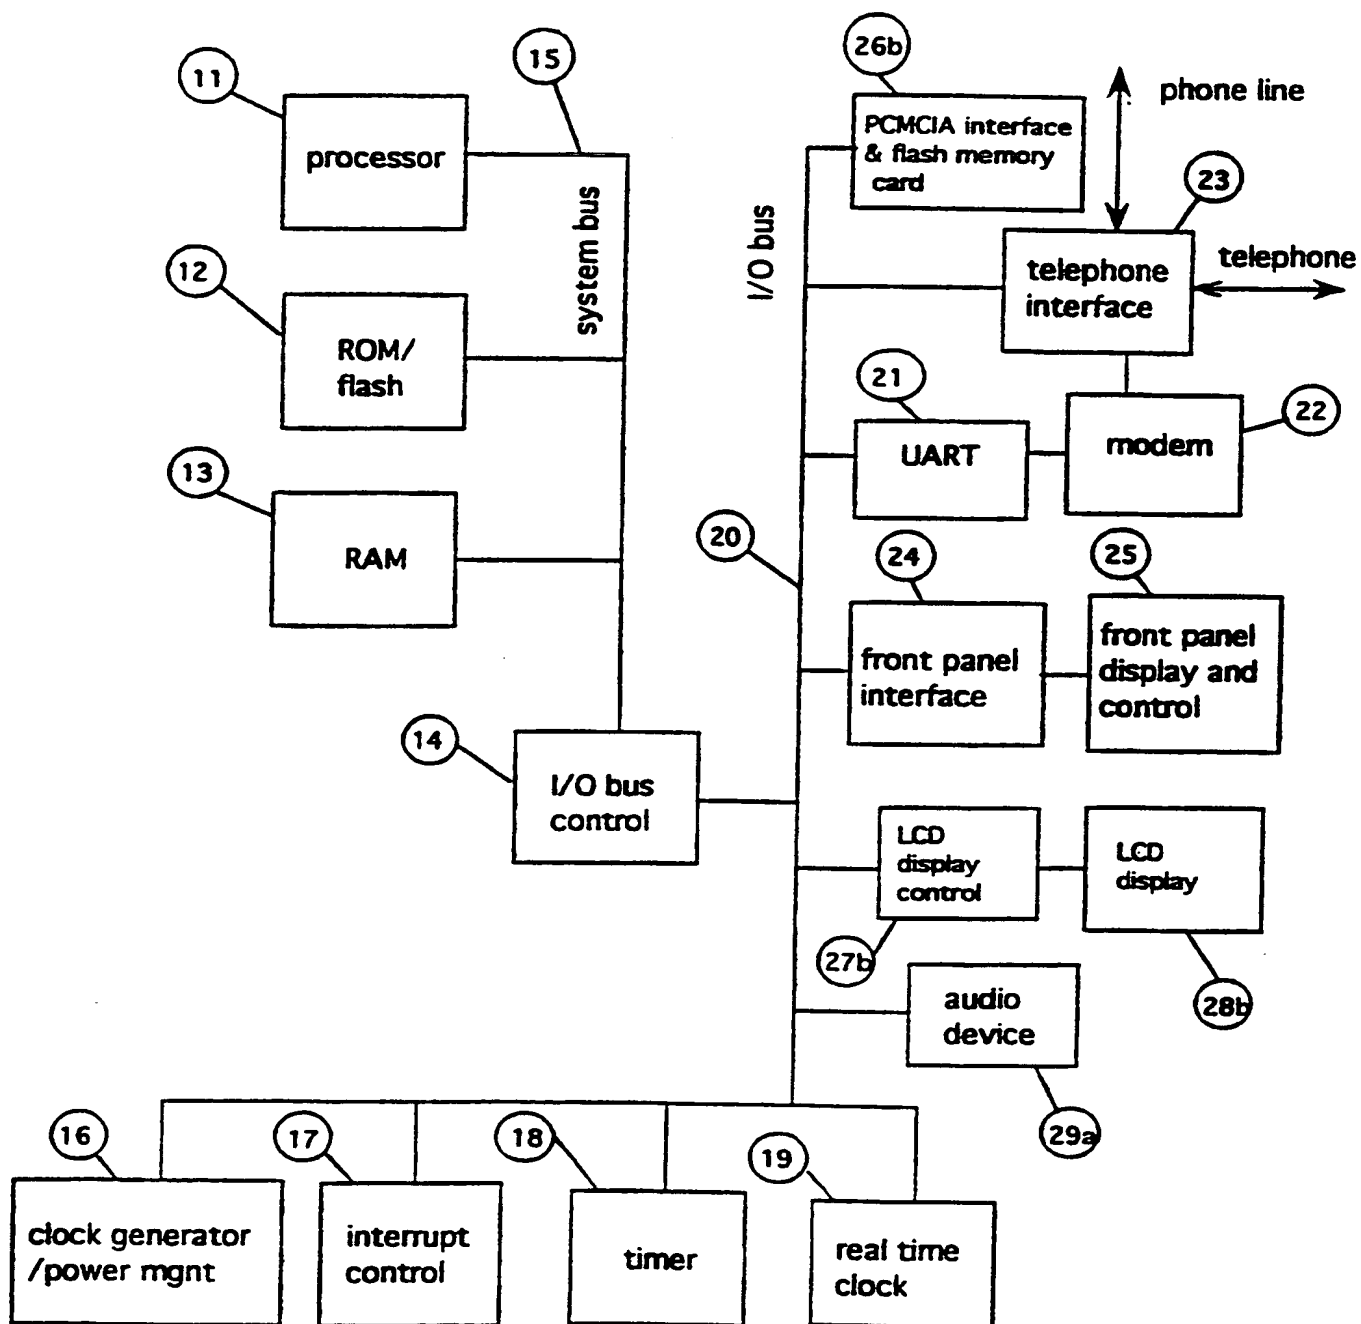 11
processor
15
system bus
12
ROM/
flash
13
RAM
14
I/O bus
control
26b
PCMCIA interface
& flash memory
card
phone line
23
telephone
interface
telephone
I/O bus
21
UART
22
modem
20
24
front panel
interface
25
front panel
display and
control
LCD
display
control
27b
LCD
display
28b
audio
device
29a
16
clock generator
/power mgnt
17
interrupt
control
18
timer
19
real time
clock